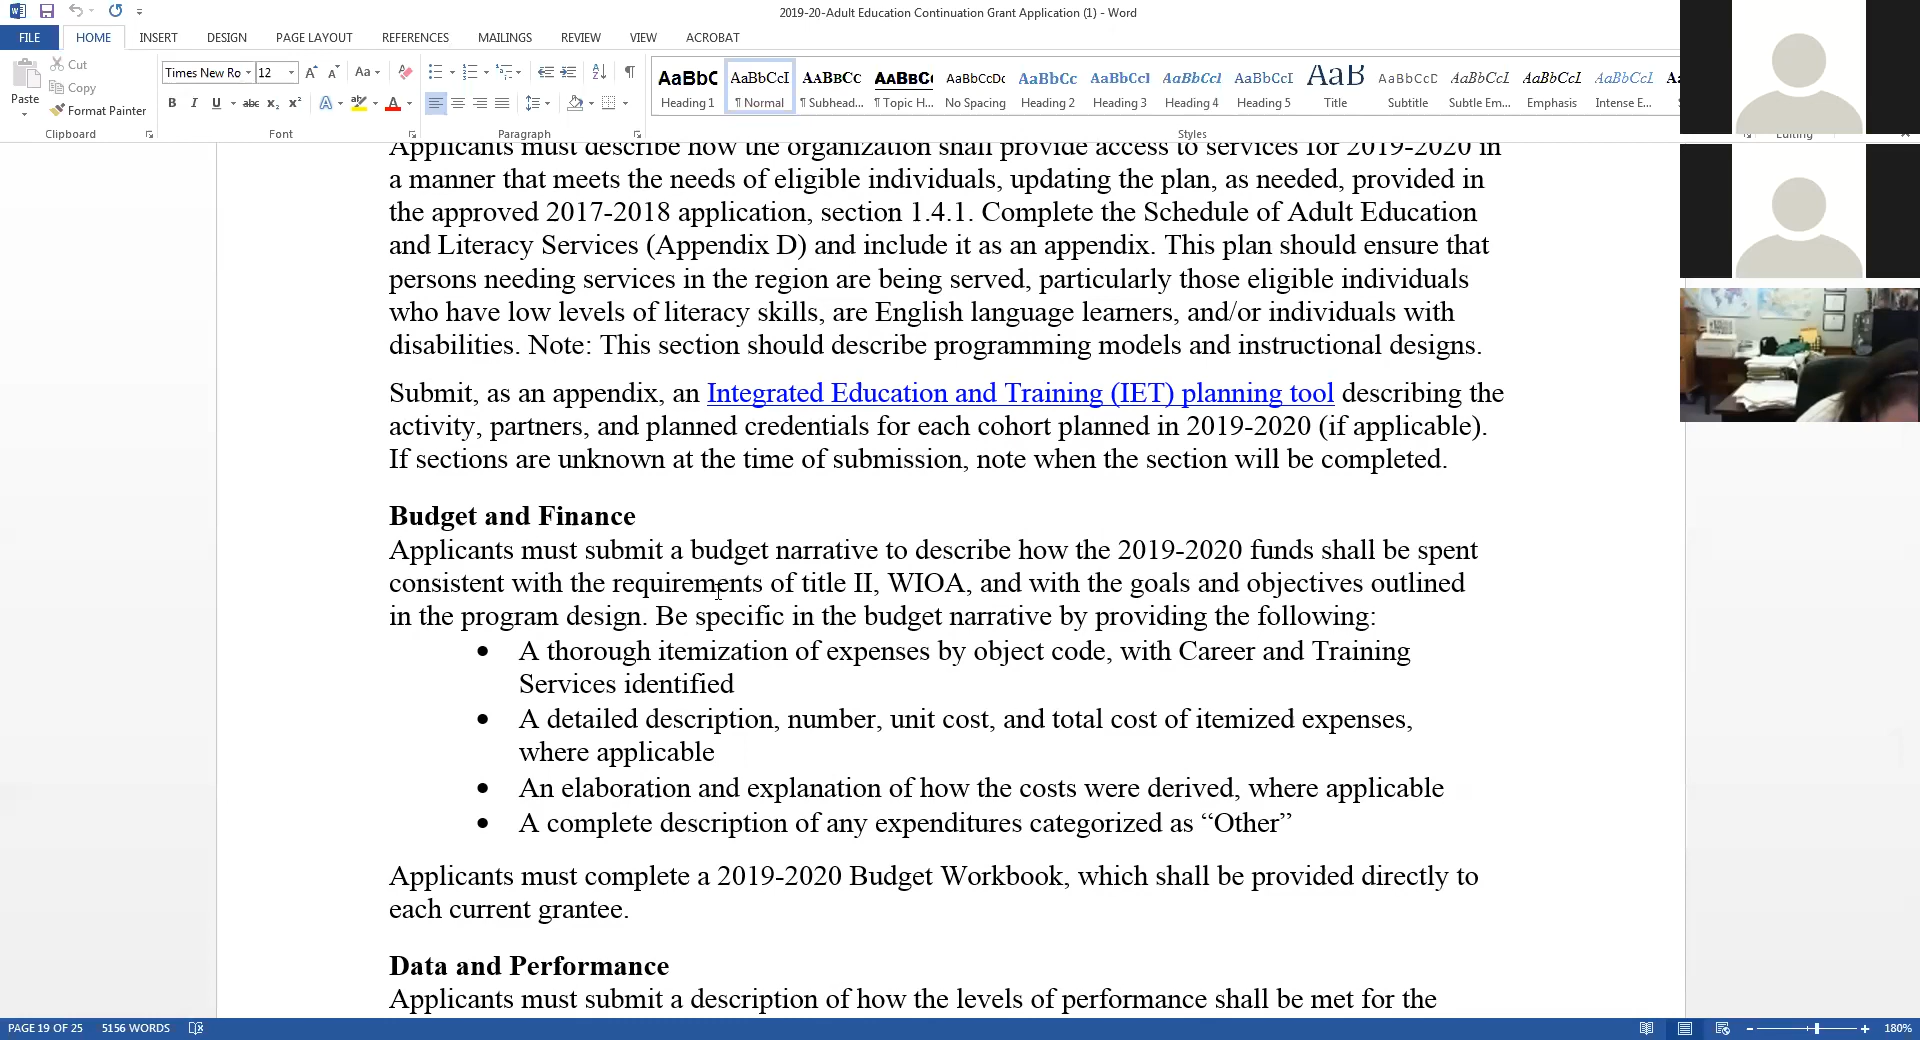 2019-20-Adult Education Continuation Grant Application (1) - Word
FILE HOME INSERT DESIGN PAGE LAYOUT REFERENCES MAILINGS REVIEW VIEW ACROBAT
Paste
Cut
Copy
Format Painter
Clipboard
Times New Ro 12
Font
Paragraph
AaBbC AaBbCcI AABBCC AaBbC AaBbCcDc AaBbCc AaBbCcI AaBbCcI AaBbCcI AaB AaBbCcD AaBbCcI AaBbCcI AaBbCcI
Heading 1 ¶ Normal ¶ Subhead... ¶ Topic H... No Spacing Heading 2 Heading 3 Heading 4 Heading 5 Title Subtitle Subtle Em... Emphasis Intense E...
Styles
Editing
Applicants must describe how the organization shall provide access to services for 2019-2020 in
a manner that meets the needs of eligible individuals, updating the plan, as needed, provided in
the approved 2017-2018 application, section 1.4.1. Complete the Schedule of Adult Education
and Literacy Services (Appendix D) and include it as an appendix. This plan should ensure that
persons needing services in the region are being served, particularly those eligible individuals
who have low levels of literacy skills, are English language learners, and/or individuals with
disabilities. Note: This section should describe programming models and instructional designs.
Submit, as an appendix, an Integrated Education and Training (IET) planning tool describing the
activity, partners, and planned credentials for each cohort planned in 2019-2020 (if applicable).
If sections are unknown at the time of submission, note when the section will be completed.
Budget and Finance
Applicants must submit a budget narrative to describe how the 2019-2020 funds shall be spent
consistent with the requirements of title II, WIOA, and with the goals and objectives outlined
in the program design. Be specific in the budget narrative by providing the following:
• A thorough itemization of expenses by object code, with Career and Training
Services identified
• A detailed description, number, unit cost, and total cost of itemized expenses,
where applicable
• An elaboration and explanation of how the costs were derived, where applicable
• A complete description of any expenditures categorized as “Other”
Applicants must complete a 2019-2020 Budget Workbook, which shall be provided directly to
each current grantee.
Data and Performance
Applicants must submit a description of how the levels of performance shall be met for the
PAGE 19 OF 25 5156 WORDS 180%